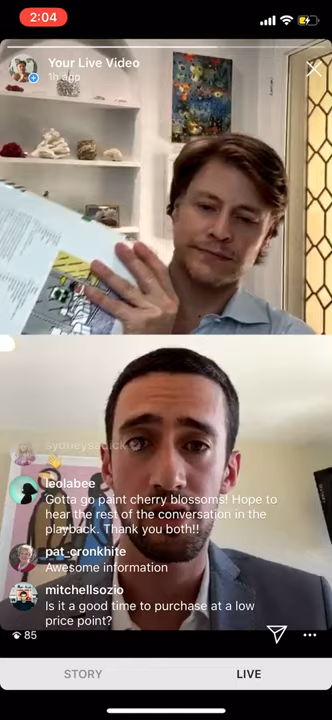 2:04
Your Live Video
1h ago
leolabee
Gotta go paint cherry blossoms! Hope to
hear the rest of the conversation in the
playback. Thank you both!!
pat_cronkhite
Awesome information
mitchellsozio
Is it a good time to purchase at a low
price point?
85
STORY
LIVE